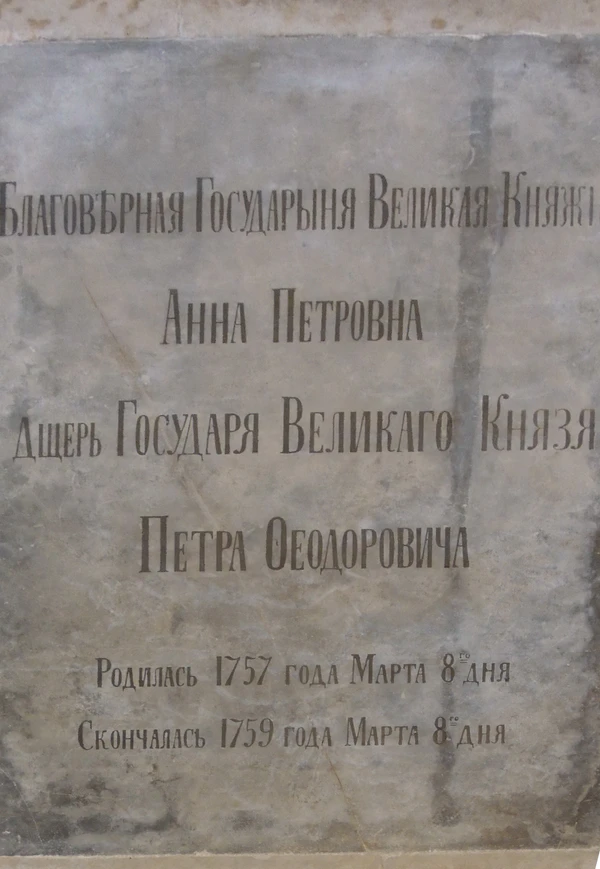 Благовѣрная Государыня Великая Княж
Анна Петровна
Дщерь Государя Великаго Князя
Петра Ѳеодоровича
Родилась 1757 года Марта 8го дня
Скончалась 1759 года Марта 8го дня